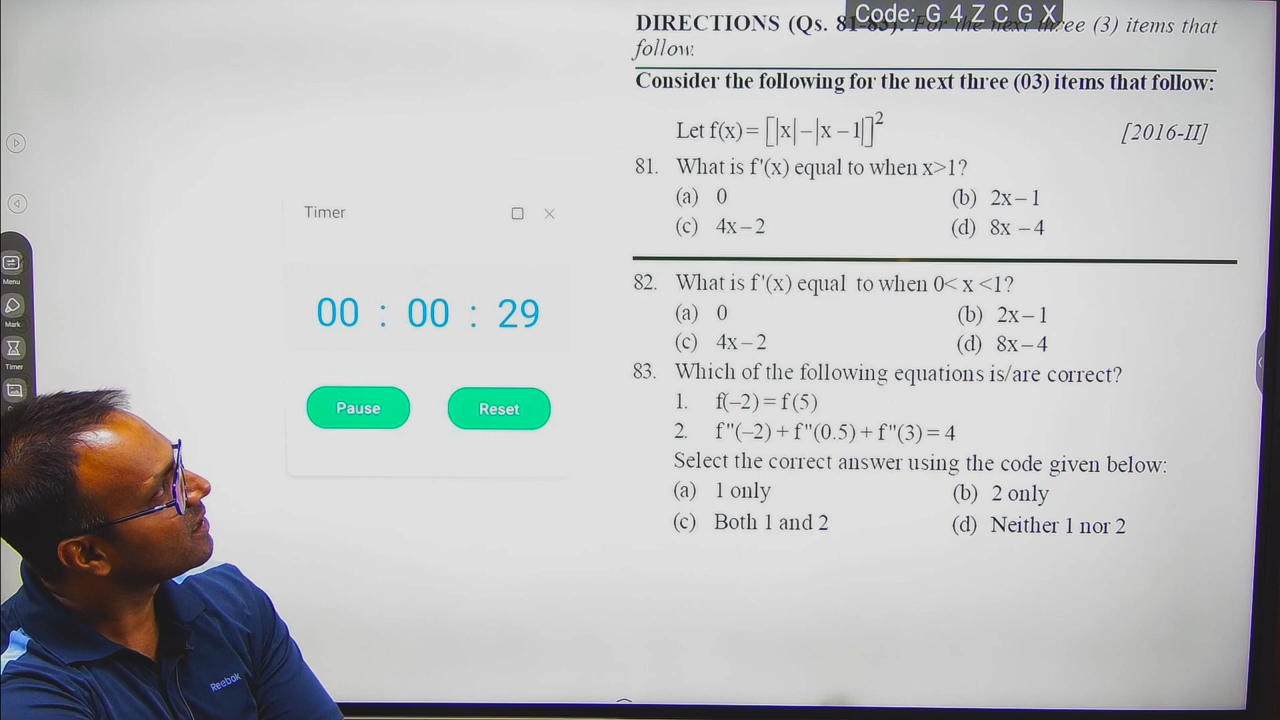 Code: G 4 Z C G X
DIRECTIONS (Qs. 81-83): For the next three (3) items that
follow.
Consider the following for the next three (03) items that follow:
Let f(x) = [|x|−|x − 1|]² [2016-II]
81. What is f'(x) equal to when x>1?
(a) 0 (b) 2x − 1
(c) 4x − 2 (d) 8x − 4
82. What is f'(x) equal to when 0< x <1?
(a) 0 (b) 2x − 1
(c) 4x − 2 (d) 8x − 4
83. Which of the following equations is/are correct?
1. f(−2) = f (5)
2. f"(−2) + f"(0.5) + f"(3) = 4
Select the correct answer using the code given below:
(a) 1 only (b) 2 only
(c) Both 1 and 2 (d) Neither 1 nor 2
Timer
00 : 00 : 29
Pause Reset
Menu
Mark
Timer
Reebok